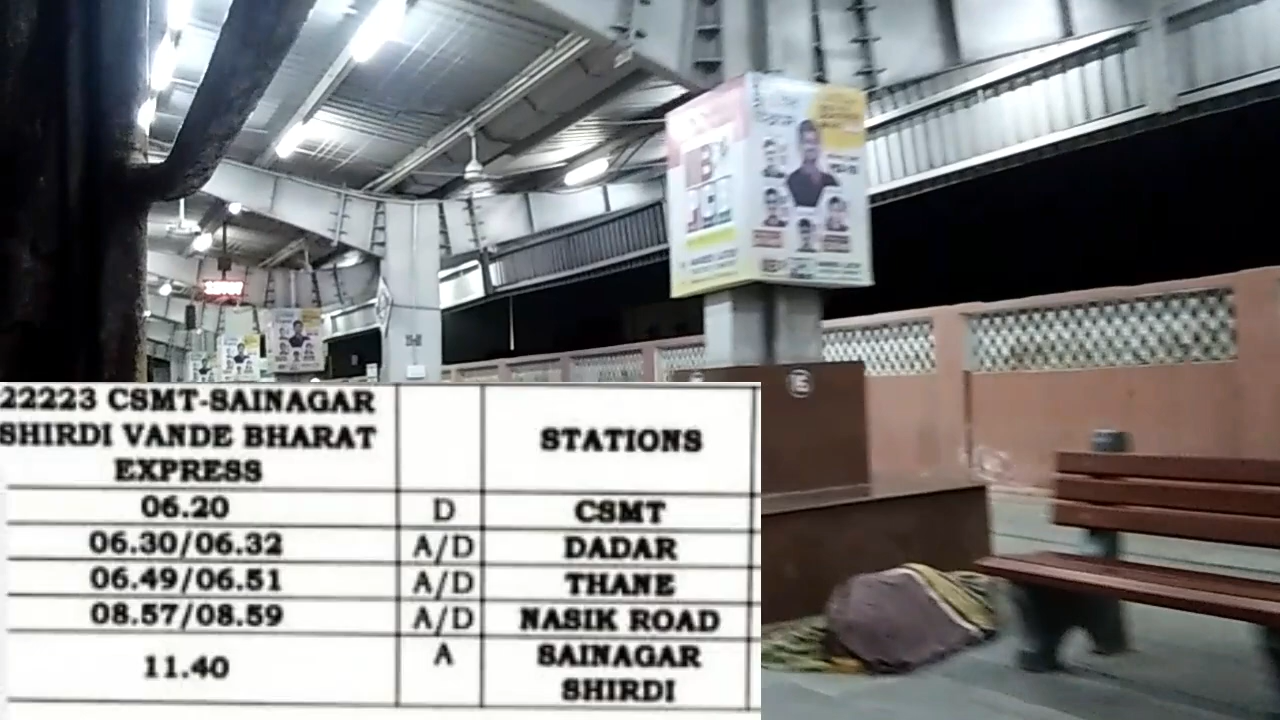 22223 CSMT-SAINAGAR
SHIRDI VANDE BHARAT
EXPRESS
STATIONS
06.20 D CSMT
06.30/06.32 A/D DADAR
06.49/06.51 A/D THANE
08.57/08.59 A/D NASIK ROAD
11.40 A SAINAGAR
SHIRDI